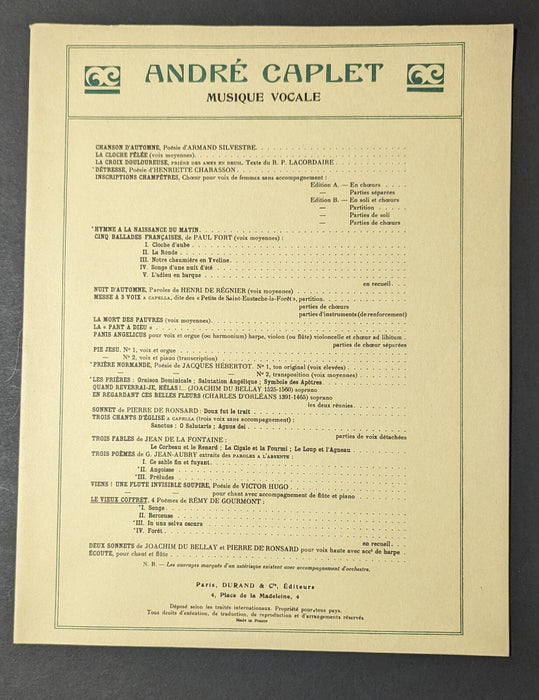 ANDRÉ CAPLET
MUSIQUE VOCALE
CHANSON D'AUTOMNE, Poésie d'ARMAND SILVESTRE.
LA CLOCHE FÊLÉE (voix moyennes).
LA CROIX DOULOUREUSE, PRIÈRE DES AMES EN DEUIL. Texte du R. P. LACORDAIRE
*DÉTRESSE, Poésie d'HENRIETTE CHARASSON
INSCRIPTIONS CHAMPÊTRES, Chœur pour voix de femmes sans accompagnement :
Edition A. — En chœurs
— Parties séparées
Edition B. — En soli et chœurs
— Partition
— Parties de soli
— Parties de chœurs
*HYMNE A LA NAISSANCE DU MATIN.
CINQ BALLADES FRANÇAISES, de PAUL FORT (voix moyennes) :
I. Cloche d'aube
II. La Ronde
III. Notre chaumière en Yveline
IV. Songe d'une nuit d'été
V. L'adieu en barque
en recueil.
NUIT D'AUTOMNE, Paroles de HENRI DE RÉGNIER (voix moyennes)
MESSE A 3 VOIX A CAPELLA, dite des « Petits de Saint-Eustache-la-Forêt », partition.
parties de chœurs
parties d'instruments (de renforcement)
LA MORT DES PAUVRES (voix moyennes).
LA « PART A DIEU »
PANIS ANGELICUS pour voix et orgue (ou harmonium) harpe, violon (ou flûte) violoncelle et chœur ad libitum.
parties de chœur séparées
PIE JESU. N° 1, voix et orgue
— N° 2, voix et piano (transcription)
*PRIÈRE NORMANDE, Poésie de JACQUES HÉBERTOT. N° 1, ton original (voix élevées)
— — N° 2, transposition (voix moyennes)
*LES PRIÈRES : Oraison Dominicale ; Salutation Angélique ; Symbole des Apôtres
QUAND REVERRAI-JE, HÉLAS !.. (JOACHIM DU BELLAY 1525-1560) soprano
EN REGARDANT CES BELLES FLEURS (CHARLES D'ORLÉANS 1391-1465) soprano
les deux réunies.
SONNET de PIERRE DE RONSARD : Doux fut le trait
TROIS CHANTS D'ÉGLISE A CAPELLA (trois voix sans accompagnement) :
Sanctus ; O Salutaris ; Agnus dei
parties de voix détachées
TROIS FABLES de JEAN DE LA FONTAINE :
Le Corbeau et le Renard ; La Cigale et la Fourmi ; Le Loup et l'Agneau
TROIS POÈMES de G. JEAN-AUBRY extraits des PAROLES A L'ABSENTE :
I. Ce sable fin et fuyant.
*II. Angoisse
*III. Préludes
VIENS ! UNE FLUTE INVISIBLE SOUPIRE, Poésie de VICTOR HUGO
— — pour chant avec accompagnement de flûte et piano
LE VIEUX COFFRET, 4 Poèmes de RÉMY DE GOURMONT :
*I. Songe
II. Berceuse
*III. In una selva oscura
*IV. Forêt
en recueil
DEUX SONNETS de JOACHIM DU BELLAY et PIERRE DE RONSARD pour voix haute avec acct de harpe
ÉCOUTE, pour chant et flûte
N. B. — Les ouvrages marqués d'un astérisque existent avec accompagnement d'orchestre.
Paris, DURAND & Cie, Éditeurs
4, Place de la Madeleine, 4
Déposé selon les traités internationaux. Propriété pour tous pays.
Tous droits d'exécution, de traduction, de reproduction et d'arrangements réservés.
Made in France